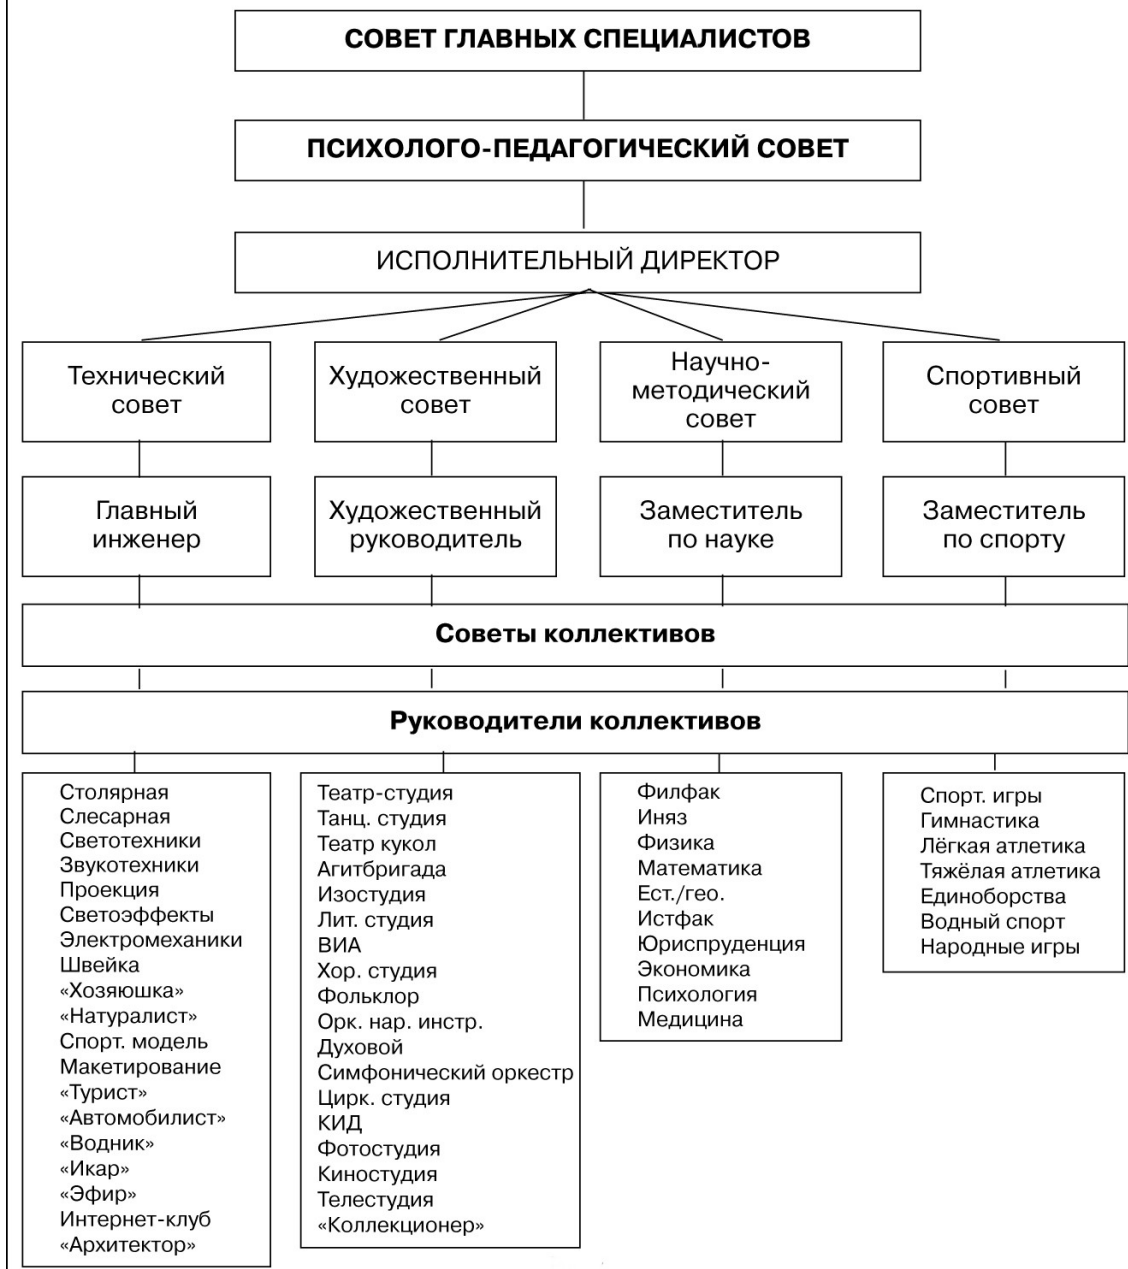 СОВЕТ ГЛАВНЫХ СПЕЦИАЛИСТОВ
ПСИХОЛОГО-ПЕДАГОГИЧЕСКИЙ СОВЕТ
ИСПОЛНИТЕЛЬНЫЙ ДИРЕКТОР
Технический
совет
Художественный
совет
Научно-
методический
совет
Спортивный
совет
Главный
инженер
Художественный
руководитель
Заместитель
по науке
Заместитель
по спорту
Советы коллективов
Руководители коллективов
Столярная
Слесарная
Светотехники
Звукотехники
Проекция
Светоэффекты
Электромеханики
Швейка
«Хозяюшка»
«Натуралист»
Спорт. модель
Макетирование
«Турист»
«Автомобилист»
«Водник»
«Икар»
«Эфир»
Интернет-клуб
«Архитектор»
Театр-студия
Танц. студия
Театр кукол
Агитбригада
Изостудия
Лит. студия
ВИА
Хор. студия
Фольклор
Орк. нар. инстр.
Духовой
Симфонический оркестр
Цирк. студия
КИД
Фотостудия
Киностудия
Телестудия
«Коллекционер»
Филфак
Иняз
Физика
Математика
Ест./гео.
Истфак
Юриспруденция
Экономика
Психология
Медицина
Спорт. игры
Гимнастика
Лёгкая атлетика
Тяжёлая атлетика
Единоборства
Водный спорт
Народные игры